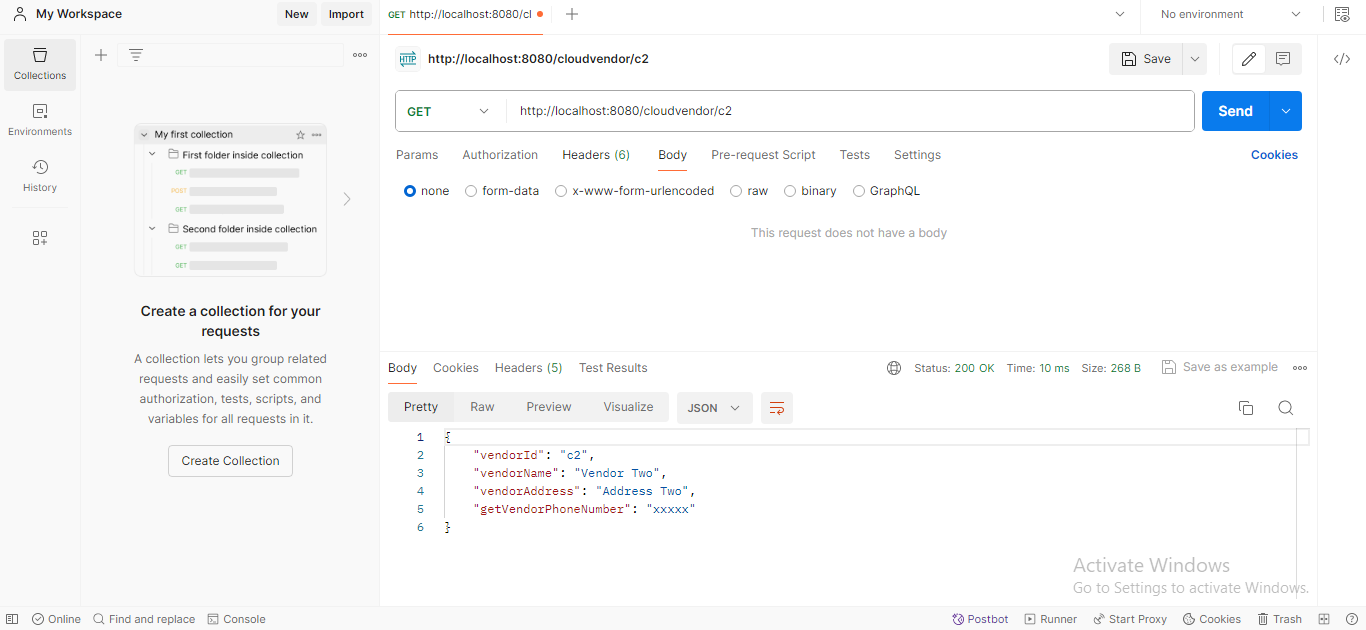 My Workspace
New
Import
GET http://localhost:8080/cl
No environment
Collections
Environments
History
My first collection
First folder inside collection
GET
POST
GET
Second folder inside collection
GET
GET
Create a collection for your
requests
A collection lets you group related
requests and easily set common
authorization, tests, scripts, and
variables for all requests in it.
Create Collection
HTTP http://localhost:8080/cloudvendor/c2
Save
GET http://localhost:8080/cloudvendor/c2
Send
Params Authorization Headers (6) Body Pre-request Script Tests Settings Cookies
none form-data x-www-form-urlencoded raw binary GraphQL
This request does not have a body
Body Cookies Headers (5) Test Results Status: 200 OK Time: 10 ms Size: 268 B Save as example
Pretty Raw Preview Visualize JSON
1 {
2 "vendorId": "c2",
3 "vendorName": "Vendor Two",
4 "vendorAddress": "Address Two",
5 "getVendorPhoneNumber": "xxxxx"
6 }
Activate Windows
Go to Settings to activate Windows.
Online Find and replace Console Postbot Runner Start Proxy Cookies Trash